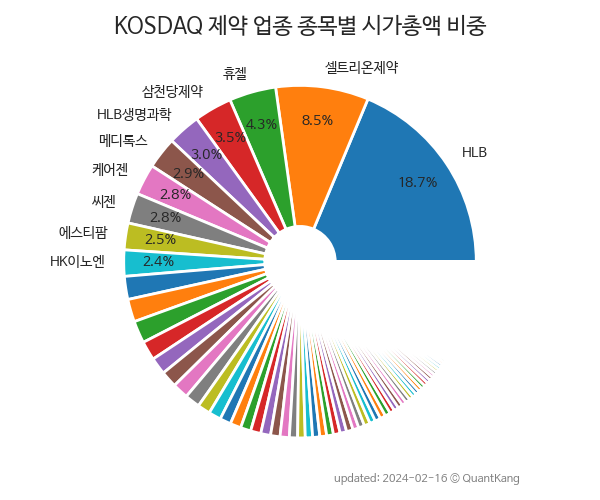 KOSDAQ 제약 업종 종목별 시가총액 비중
셀트리온제약
휴젤
삼천당제약
HLB생명과학
메디톡스
케어젠
씨젠
에스티팜
HK이노엔
HLB
18.7%
8.5%
4.3%
3.5%
3.0%
2.9%
2.8%
2.8%
2.5%
2.4%
updated: 2024-02-16 © QuantKang